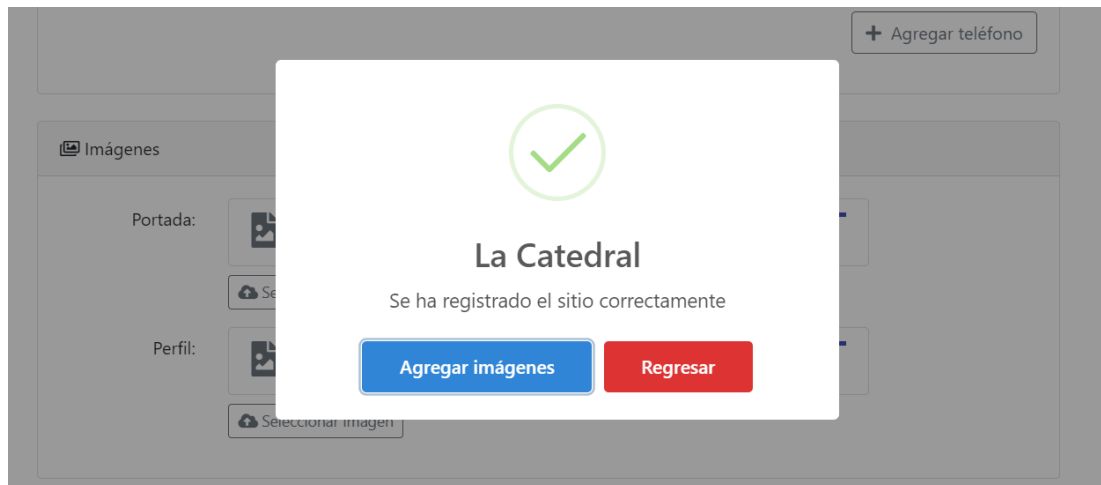 Agregar teléfono
Imágenes
Portada:
La Catedral
Se ha registrado el sitio correctamente
Perfil:
Agregar imágenes
Regresar
Seleccionar imagen